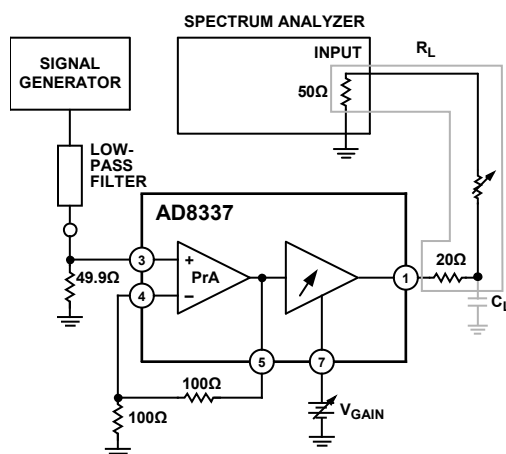 SPECTRUM ANALYZER
INPUT
R_L
50Ω
SIGNAL
GENERATOR
LOW-
PASS
FILTER
AD8337
49.9Ω
3
+
PrA
4
−
1
20Ω
C_L
5
7
100Ω
100Ω
V_GAIN